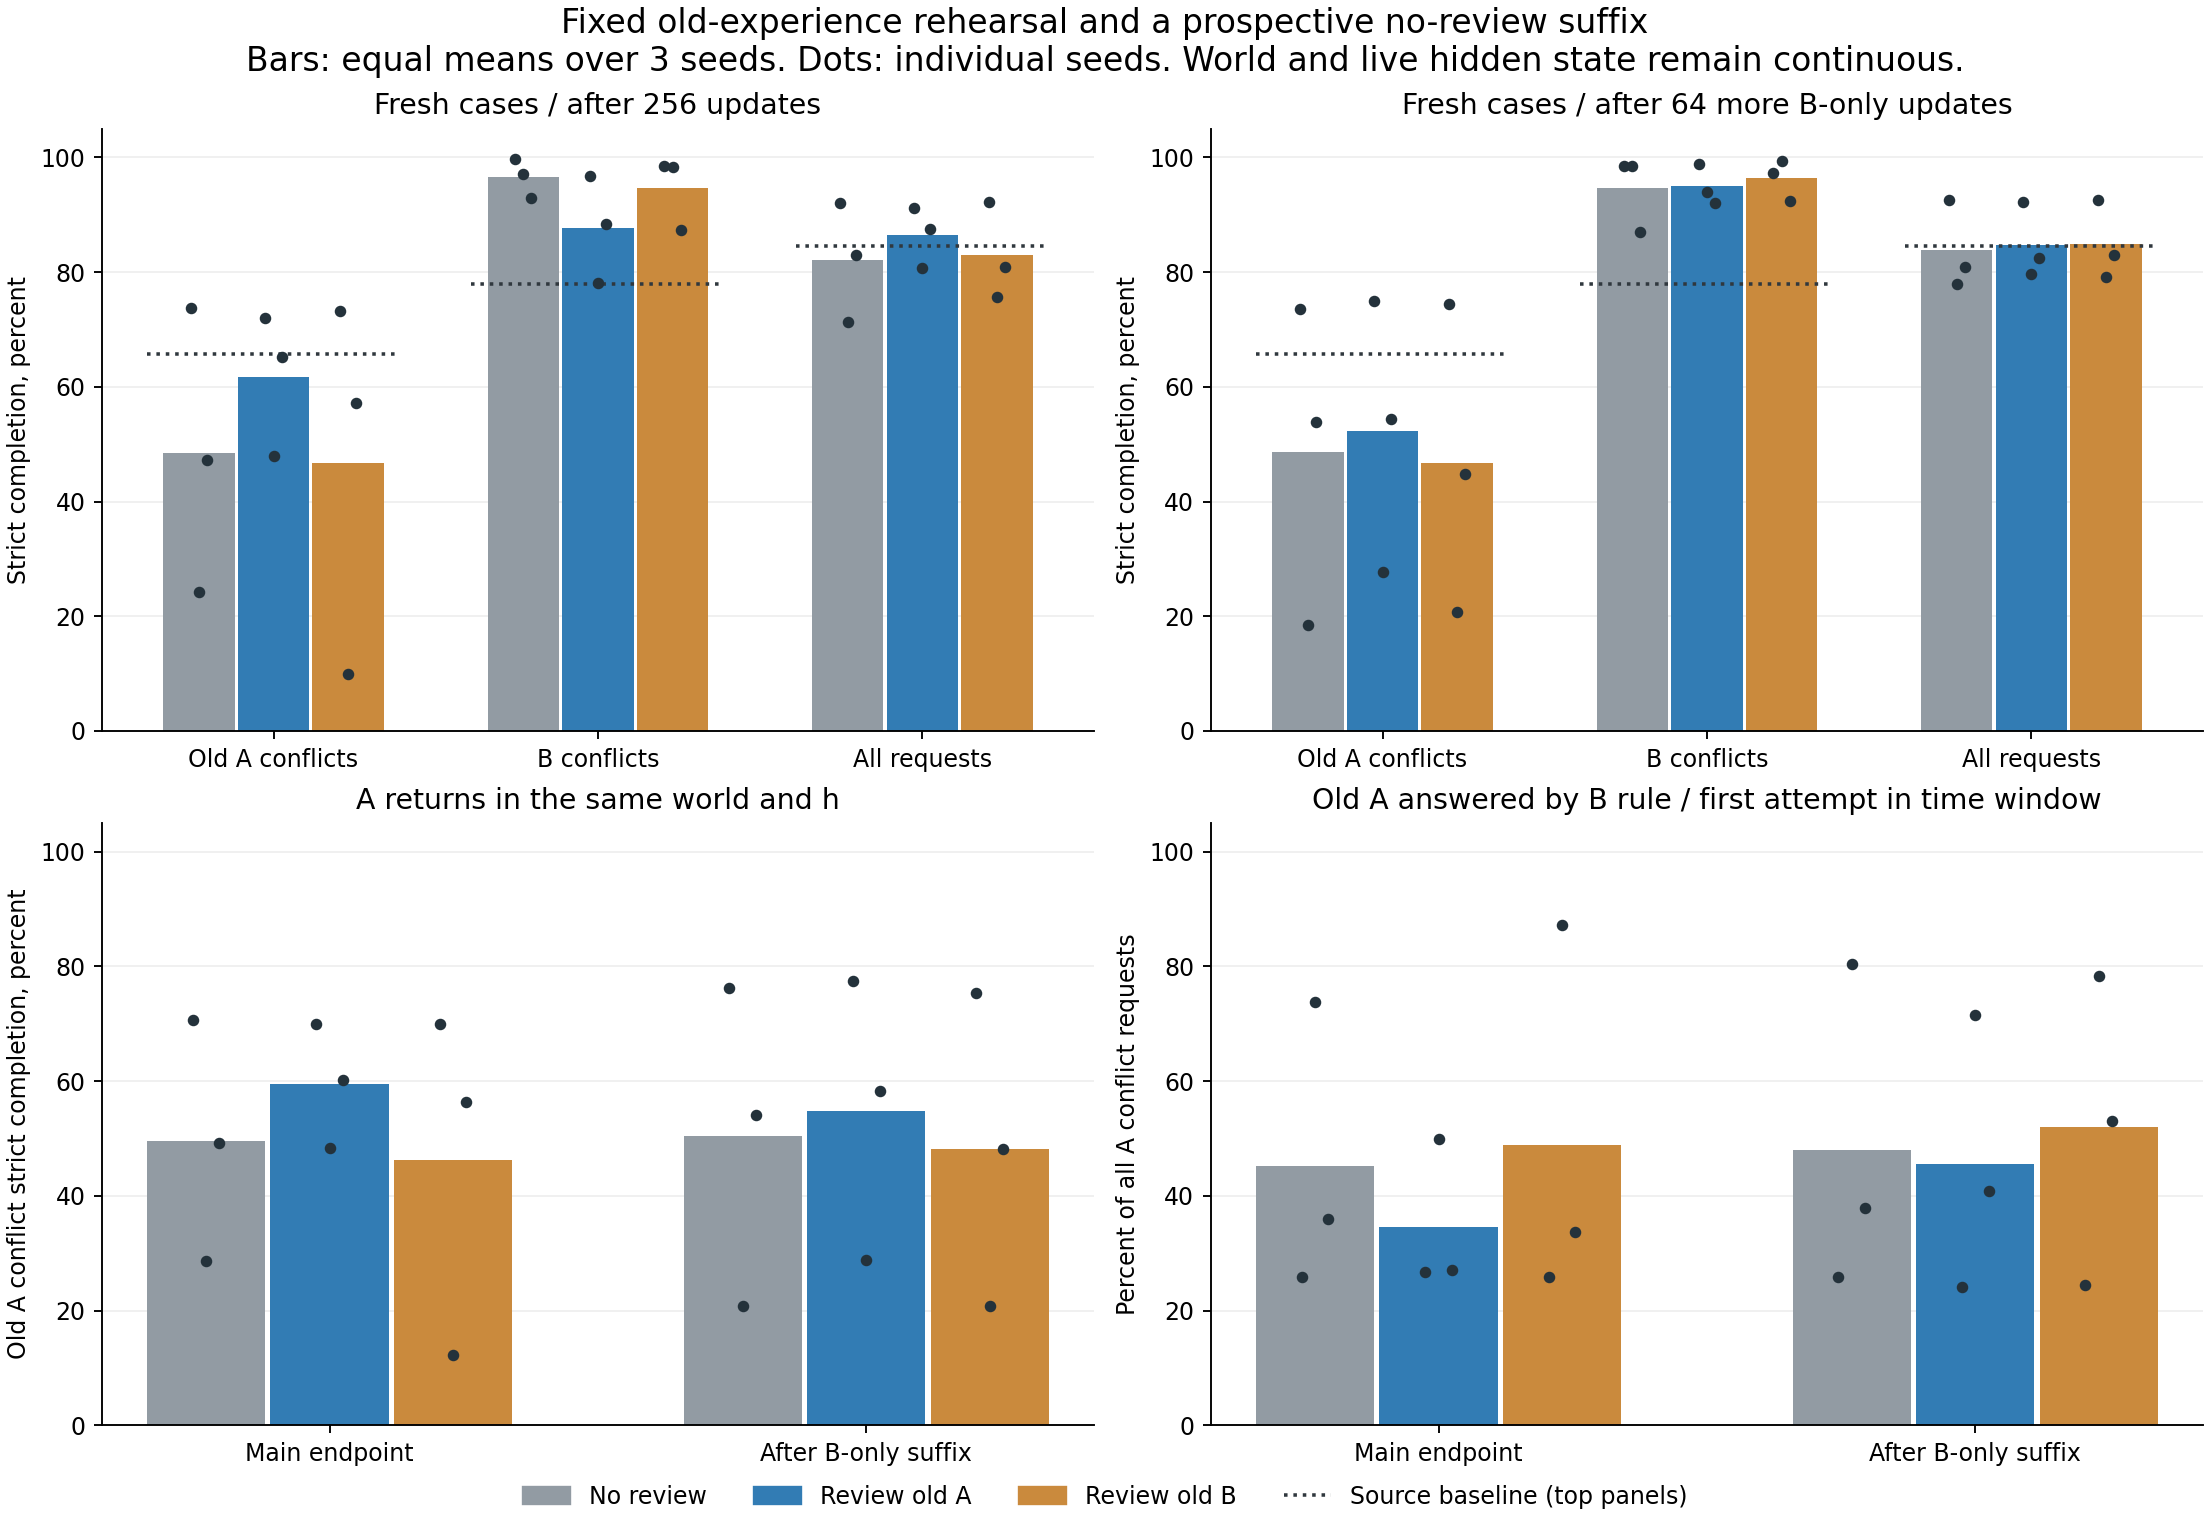 Fixed old-experience rehearsal and a prospective no-review suffix
Bars: equal means over 3 seeds. Dots: individual seeds. World and live hidden state remain continuous.
Fresh cases / after 256 updates
Strict completion, percent
100
80
60
40
20
0
Old A conflicts
B conflicts
All requests
Fresh cases / after 64 more B-only updates
Strict completion, percent
100
80
60
40
20
0
Old A conflicts
B conflicts
All requests
A returns in the same world and h
Old A conflict strict completion, percent
100
80
60
40
20
0
Main endpoint
After B-only suffix
Old A answered by B rule / first attempt in time window
Percent of all A conflict requests
100
80
60
40
20
0
Main endpoint
After B-only suffix
No review
Review old A
Review old B
Source baseline (top panels)